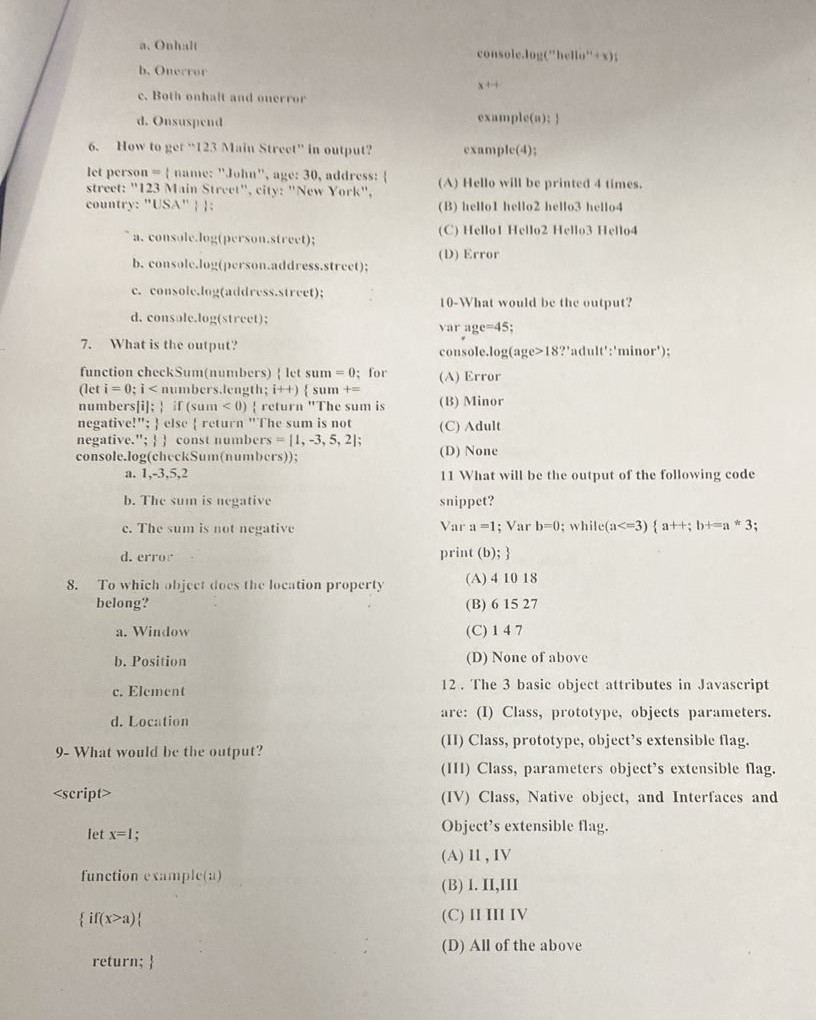 a. Onhalt
b. Onerror
c. Both onhalt and onerror
d. Onsuspend
6. How to get "123 Main Street" in output?
let person = { name: "John", age: 30, address: {
street: "123 Main Street", city: "New York",
country: "USA" } };
a. console.log(person.street);
b. console.log(person.address.street);
c. console.log(address.street);
d. console.log(street);
7. What is the output?
function checkSum(numbers) { let sum = 0; for
(let i = 0; i < numbers.length; i++) { sum +=
numbers[i]; } if (sum < 0) { return "The sum is
negative!"; } else { return "The sum is not
negative."; } } const numbers = [1, -3, 5, 2];
console.log(checkSum(numbers));
a. 1,-3,5,2
b. The sum is negative
c. The sum is not negative
d. error
8. To which object does the location property
belong?
a. Window
b. Position
c. Element
d. Location
9- What would be the output?
<script>
let x=1;
function example(a)
{ if(x>a){
return; }
console.log("hello"+x);
x++
example(a); }
example(4);
(A) Hello will be printed 4 times.
(B) hello1 hello2 hello3 hello4
(C) Hello1 Hello2 Hello3 Hello4
(D) Error
10-What would be the output?
var age=45;
console.log(age>18?'adult':'minor');
(A) Error
(B) Minor
(C) Adult
(D) None
11 What will be the output of the following code
snippet?
Var a =1; Var b=0; while(a<=3) { a++; b+=a * 3;
print (b); }
(A) 4 10 18
(B) 6 15 27
(C) 1 4 7
(D) None of above
12 . The 3 basic object attributes in Javascript
are: (I) Class, prototype, objects parameters.
(II) Class, prototype, object's extensible flag.
(III) Class, parameters object's extensible flag.
(IV) Class, Native object, and Interfaces and
Object's extensible flag.
(A) II , IV
(B) I. II,III
(C) II III IV
(D) All of the above